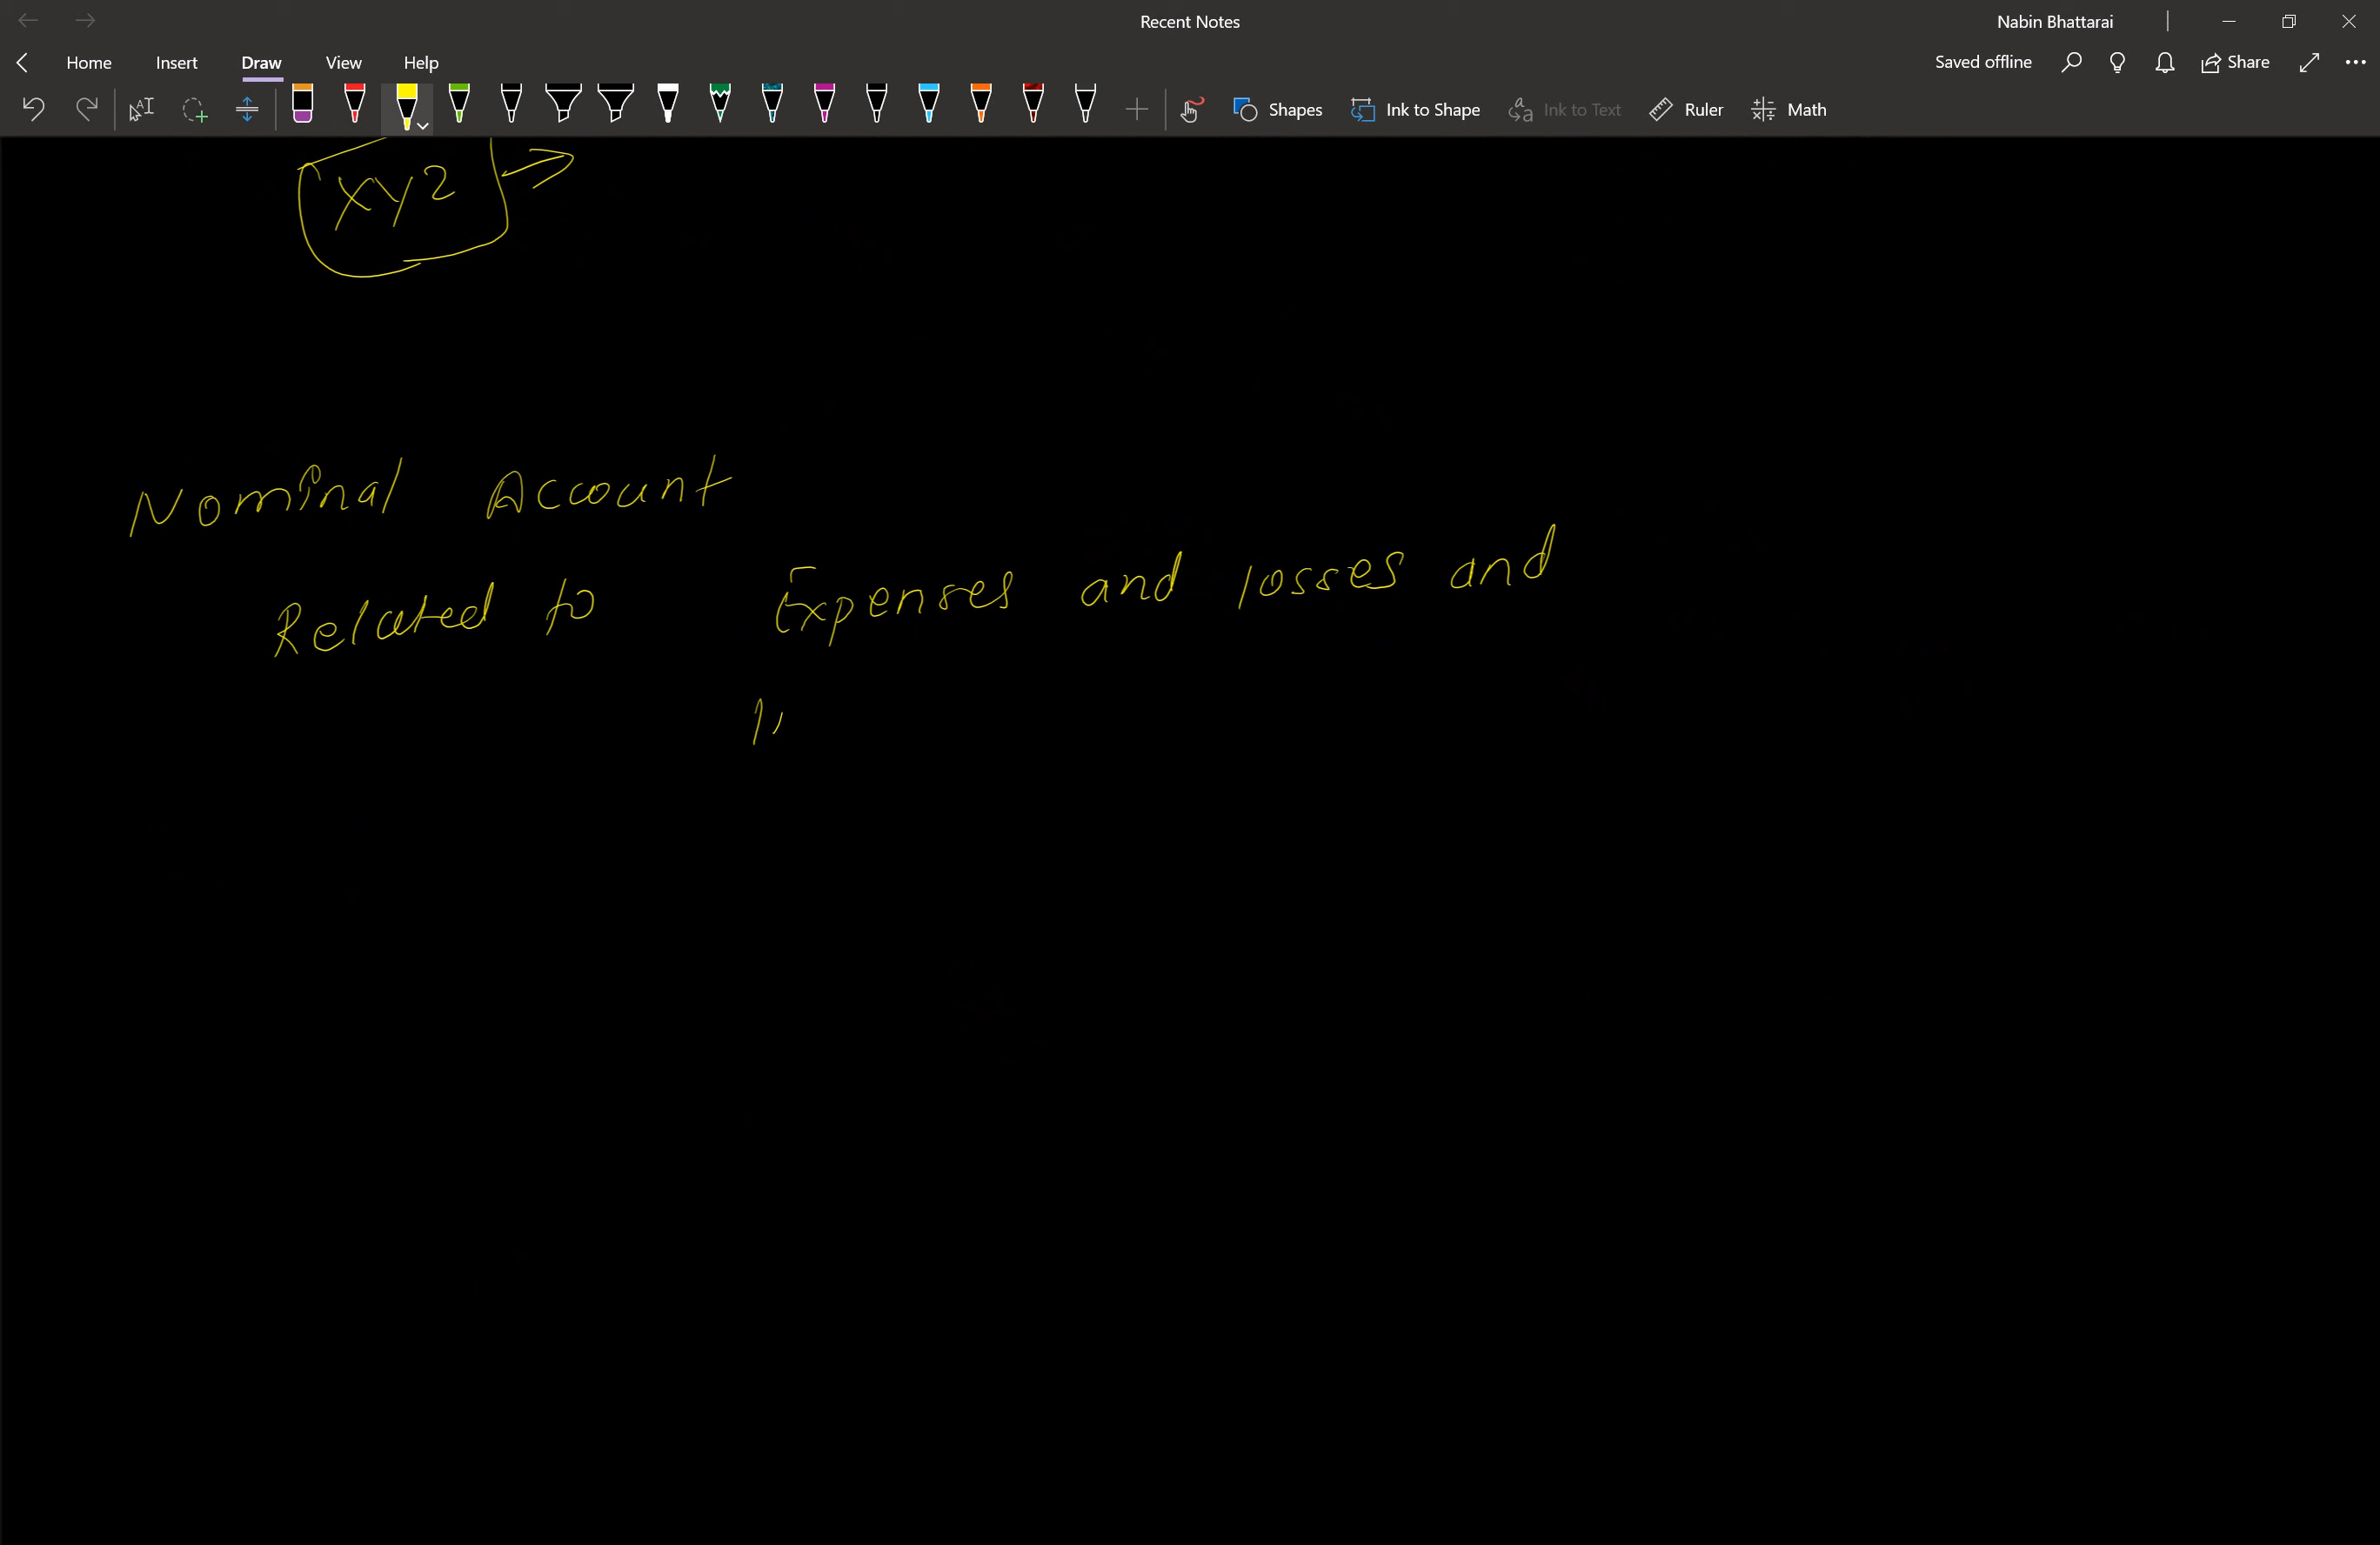 Recent Notes Nabin Bhattarai
Home Insert Draw View Help Saved offline Share
Shapes Ink to Shape Ink to Text Ruler Math
XYZ
Nominal Account
Related to Expenses and losses and